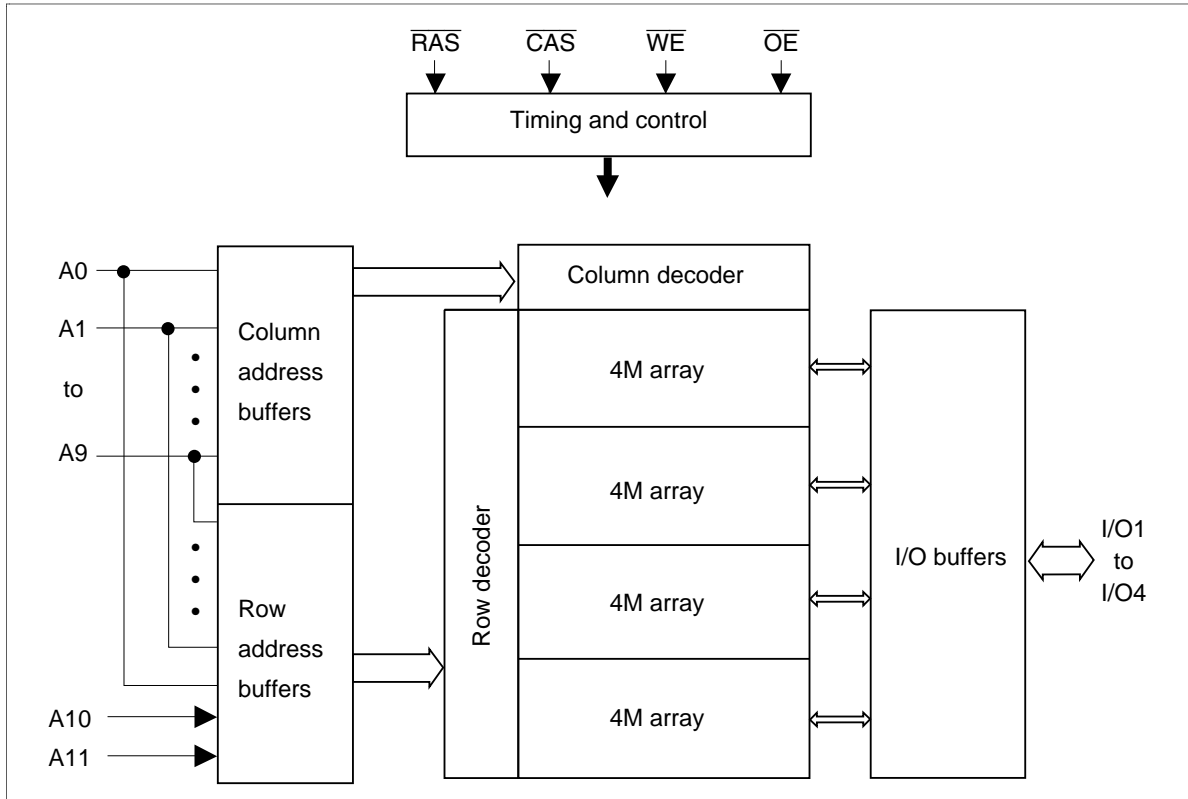 RAS CAS WE OE
Timing and control
A0
A1
to
A9
A10
A11
Column
address
buffers
Row
address
buffers
Column decoder
Row decoder
4M array
4M array
4M array
4M array
I/O buffers
I/O1
to
I/O4